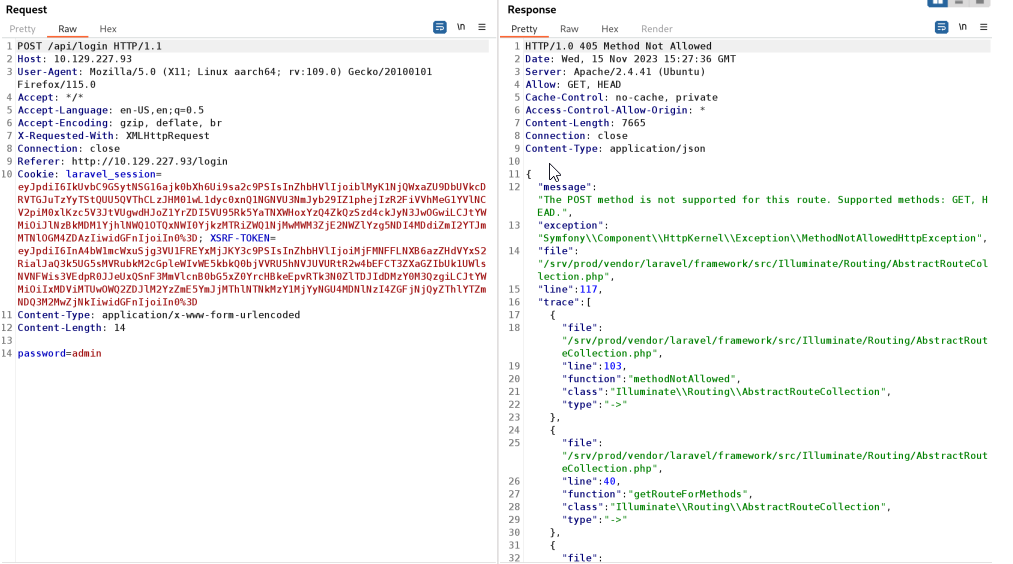 Request
Pretty Raw Hex
\n
1 POST /api/login HTTP/1.1
2 Host: 10.129.227.93
3 User-Agent: Mozilla/5.0 (X11; Linux aarch64; rv:109.0) Gecko/20100101
Firefox/115.0
4 Accept: */*
5 Accept-Language: en-US,en;q=0.5
6 Accept-Encoding: gzip, deflate, br
7 X-Requested-With: XMLHttpRequest
8 Connection: close
9 Referer: http://10.129.227.93/login
10 Cookie: laravel_session=
XSRF-TOKEN=
11 Content-Type: application/x-www-form-urlencoded
12 Content-Length: 14
13
14 password=admin
Response
Pretty Raw Hex Render
\n
1 HTTP/1.0 405 Method Not Allowed
2 Date: Wed, 15 Nov 2023 15:27:36 GMT
3 Server: Apache/2.4.41 (Ubuntu)
4 Allow: GET, HEAD
5 Cache-Control: no-cache, private
6 Access-Control-Allow-Origin: *
7 Content-Length: 7665
8 Connection: close
9 Content-Type: application/json
10
11 {
12 "message":
"The POST method is not supported for this route. Supported methods: GET, H
EAD.",
13 "exception":
"Symfony\\Component\\HttpKernel\\Exception\\MethodNotAllowedHttpException",
14 "file":
"/srv/prod/vendor/laravel/framework/src/Illuminate/Routing/AbstractRouteCol
lection.php",
15 "line":117,
16 "trace":[
17 {
18 "file":
"/srv/prod/vendor/laravel/framework/src/Illuminate/Routing/AbstractRout
eCollection.php",
19 "line":103,
20 "function":"methodNotAllowed",
21 "class":"Illuminate\\Routing\\AbstractRouteCollection",
22 "type":"->"
23 },
24 {
25 "file":
"/srv/prod/vendor/laravel/framework/src/Illuminate/Routing/AbstractRout
eCollection.php",
26 "line":40,
27 "function":"getRouteForMethods",
28 "class":"Illuminate\\Routing\\AbstractRouteCollection",
29 "type":"->"
30 },
31 {
32 "file":